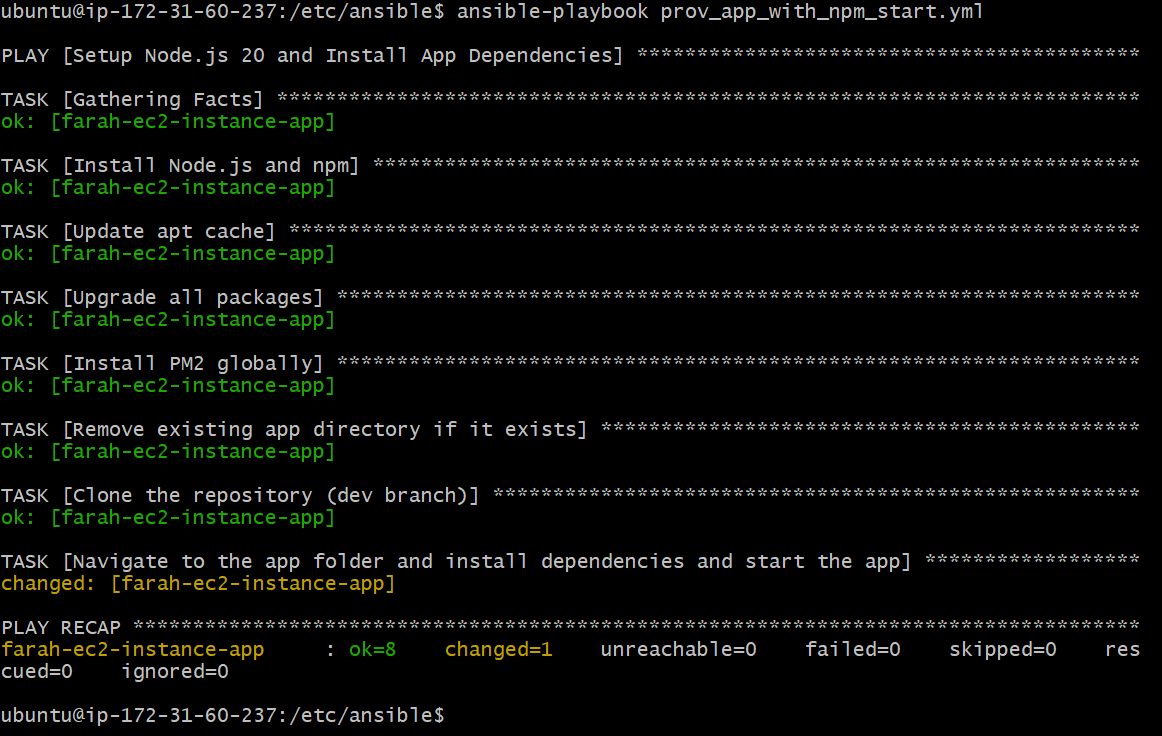 ubuntu@ip-172-31-60-237:/etc/ansible$ ansible-playbook prov_app_with_npm_start.yml
PLAY [Setup Node.js 20 and Install App Dependencies] ******************************************
TASK [Gathering Facts] ************************************************************************
ok: [farah-ec2-instance-app]
TASK [Install Node.js and npm] ****************************************************************
ok: [farah-ec2-instance-app]
TASK [Update apt cache] ***********************************************************************
ok: [farah-ec2-instance-app]
TASK [Upgrade all packages] *******************************************************************
ok: [farah-ec2-instance-app]
TASK [Install PM2 globally] *******************************************************************
ok: [farah-ec2-instance-app]
TASK [Remove existing app directory if it exists] *********************************************
ok: [farah-ec2-instance-app]
TASK [Clone the repository (dev branch)] ******************************************************
ok: [farah-ec2-instance-app]
TASK [Navigate to the app folder and install dependencies and start the app] ******************
changed: [farah-ec2-instance-app]
PLAY RECAP ************************************************************************************
farah-ec2-instance-app     : ok=8    changed=1    unreachable=0    failed=0    skipped=0    res
cued=0    ignored=0
ubuntu@ip-172-31-60-237:/etc/ansible$